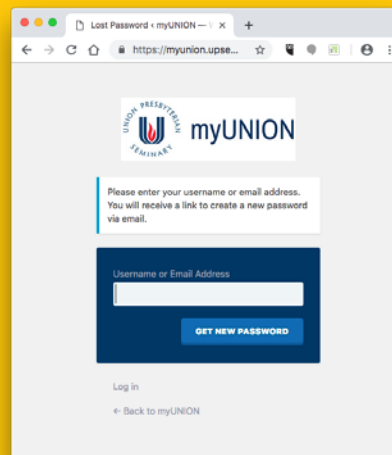 Lost Password ‹ myUNION —
https://myunion.upse...
UNION PRESBYTERIAN
SEMINARY
myUNION
Please enter your username or email address.
You will receive a link to create a new password
via email.
Username or Email Address
GET NEW PASSWORD
Log in
← Back to myUNION